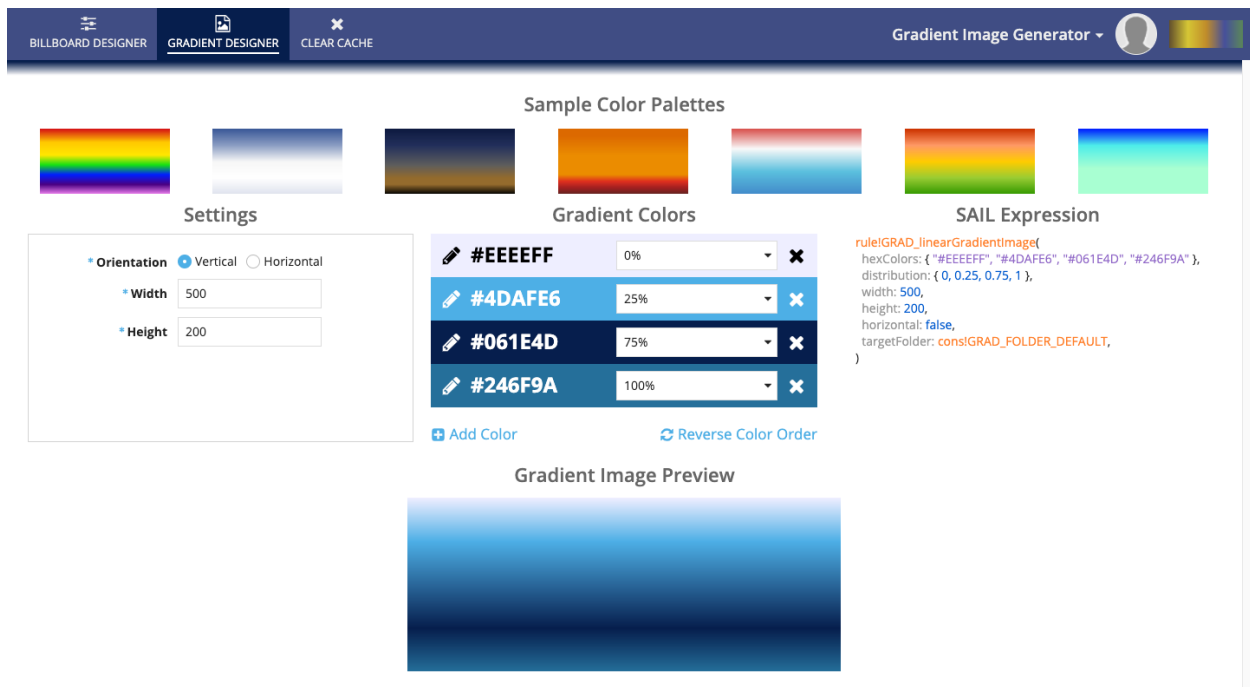 BILLBOARD DESIGNER
GRADIENT DESIGNER
CLEAR CACHE
Gradient Image Generator
Sample Color Palettes
Settings
* Orientation Vertical Horizontal
* Width 500
* Height 200
Gradient Colors
#EEEEFF 0%
#4DAFE6 25%
#061E4D 75%
#246F9A 100%
Add Color
Reverse Color Order
SAIL Expression
rule!GRAD_linearGradientImage(
hexColors: { "#EEEEFF", "#4DAFE6", "#061E4D", "#246F9A" },
distribution: { 0, 0.25, 0.75, 1 },
width: 500,
height: 200,
horizontal: false,
targetFolder: cons!GRAD_FOLDER_DEFAULT,
)
Gradient Image Preview